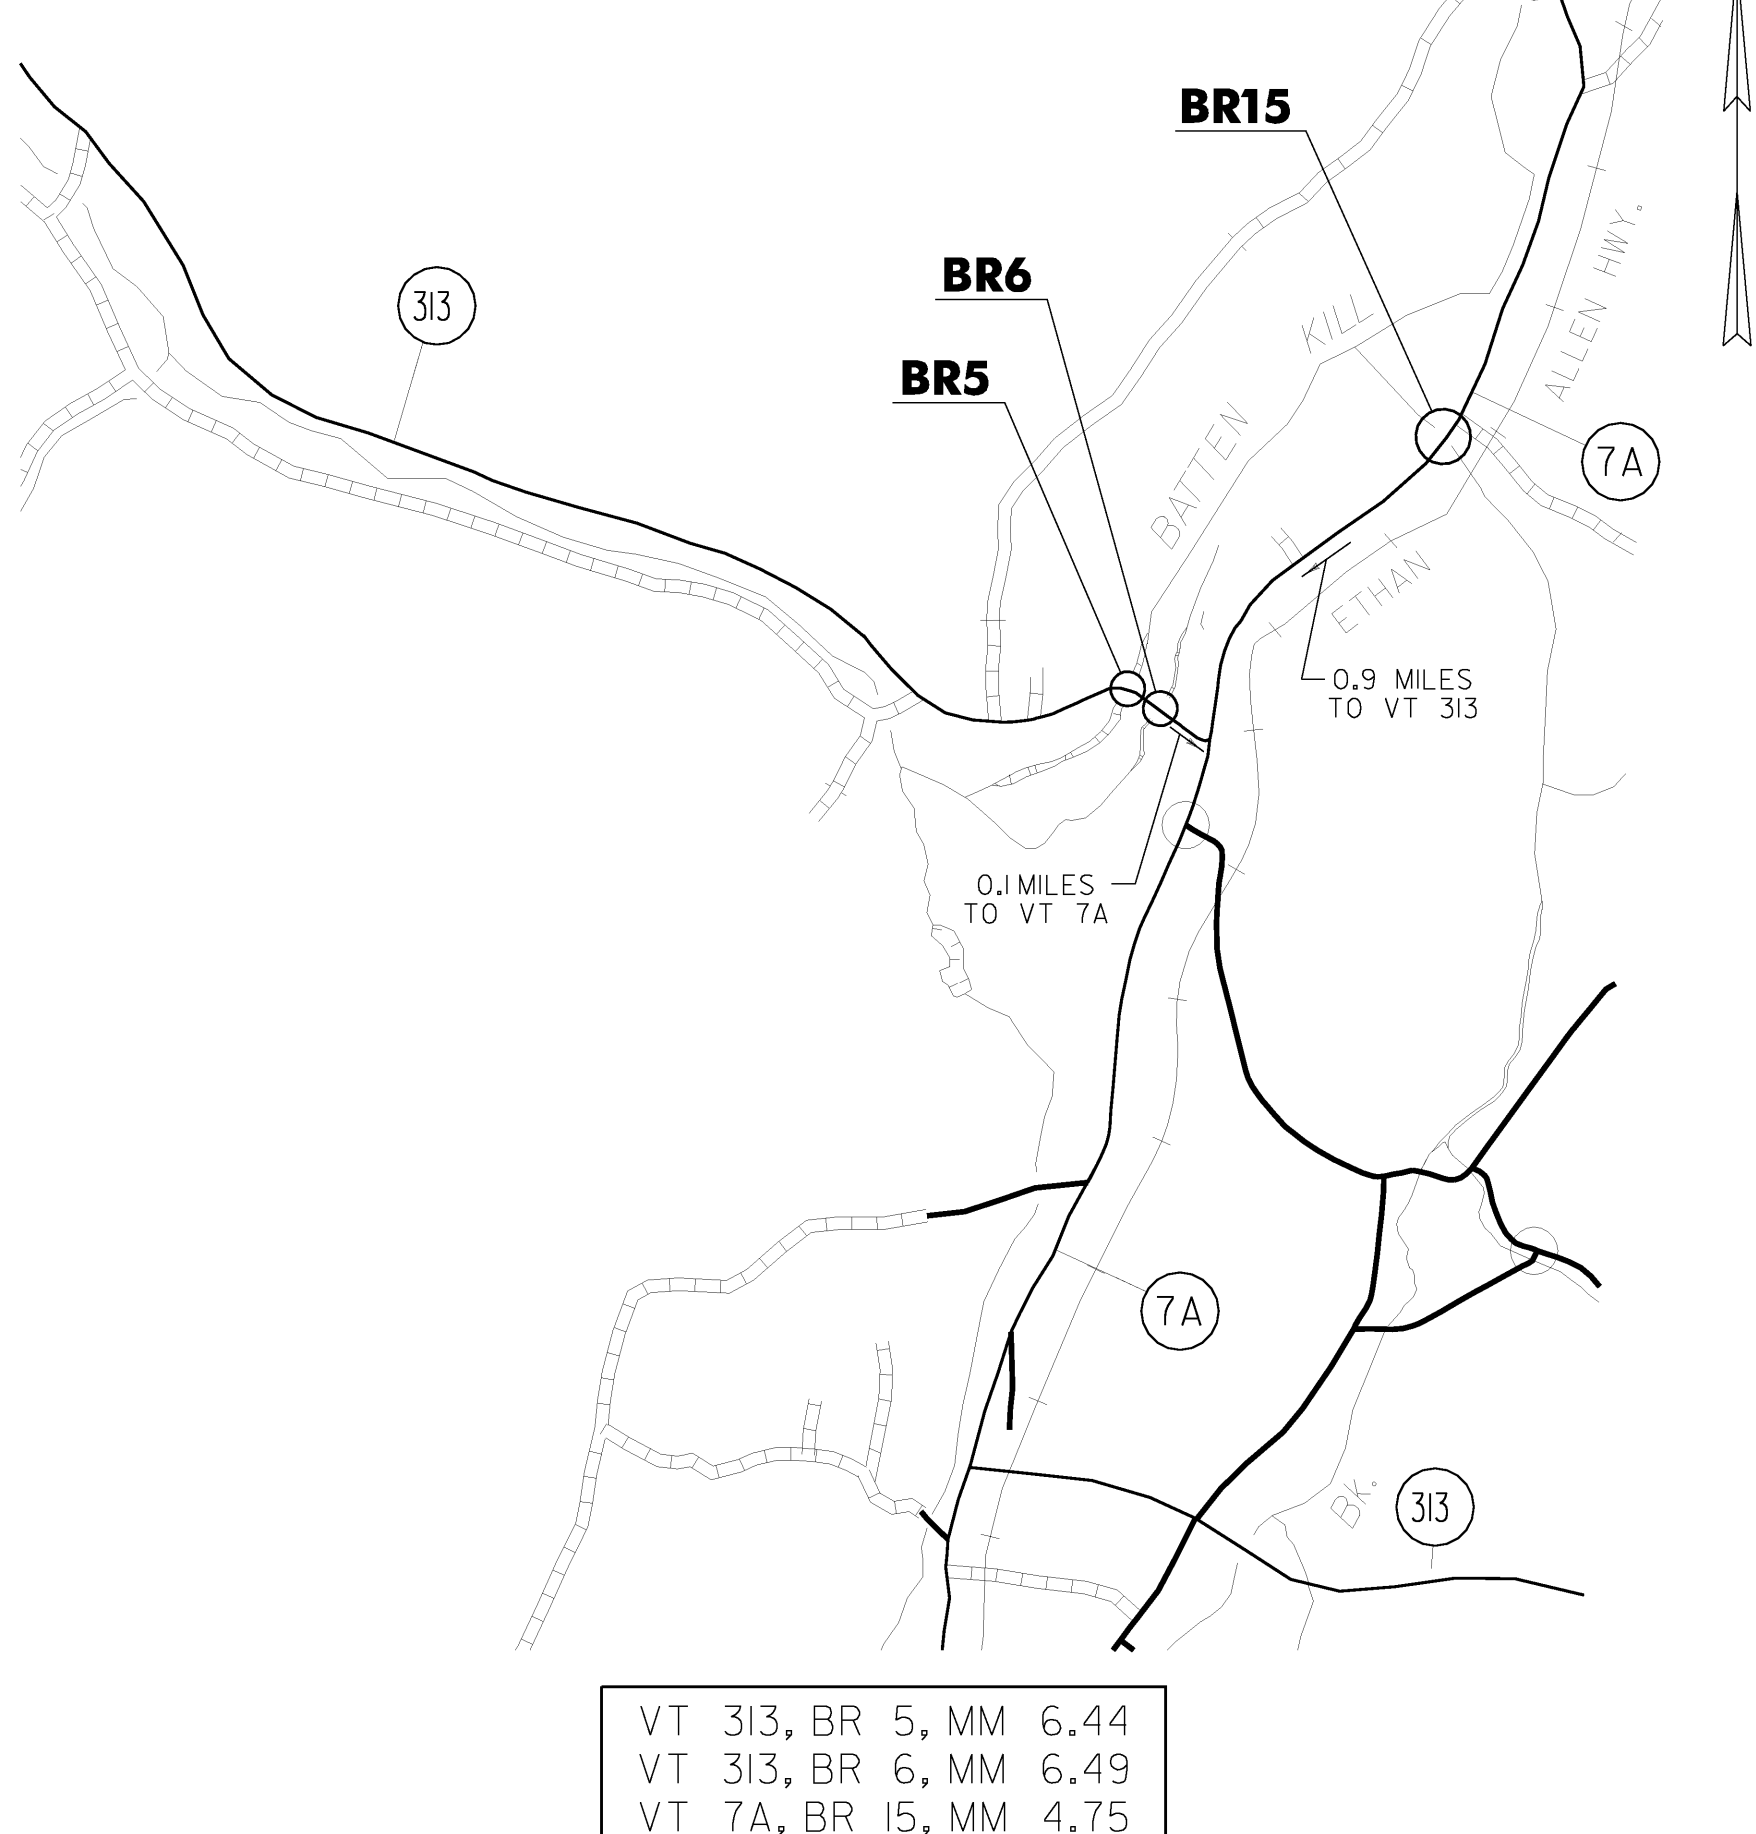 BR15
BR6
313
KILL
ALLEN HWY.
BR5
BATTEN
7A
ETHAN
0.9 MILES
TO VT 313
0.1 MILES
TO VT 7A
7A
BK.
313
VT 313, BR 5, MM 6.44
VT 313, BR 6, MM 6.49
VT 7A, BR 15, MM 4.75